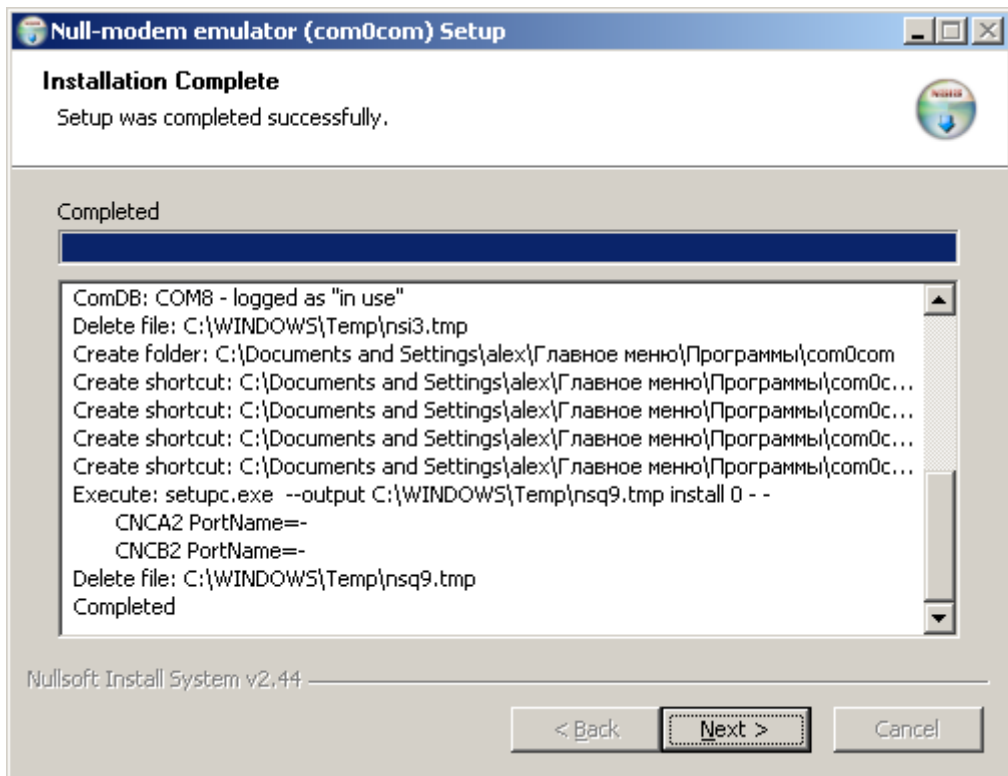 Null-modem emulator (com0com) Setup
Installation Complete
Setup was completed successfully.
Completed
ComDB: COM8 - logged as "in use"
Delete file: C:\WINDOWS\Temp\nsi3.tmp
Create folder: C:\Documents and Settings\alex\Главное меню\Программы\com0com
Create shortcut: C:\Documents and Settings\alex\Главное меню\Программы\com0c...
Create shortcut: C:\Documents and Settings\alex\Главное меню\Программы\com0c...
Create shortcut: C:\Documents and Settings\alex\Главное меню\Программы\com0c...
Create shortcut: C:\Documents and Settings\alex\Главное меню\Программы\com0c...
Execute: setupc.exe  --output C:\WINDOWS\Temp\nsq9.tmp install 0 - -
CNCA2 PortName=-
CNCB2 PortName=-
Delete file: C:\WINDOWS\Temp\nsq9.tmp
Completed
Nullsoft Install System v2.44
< Back
Next >
Cancel